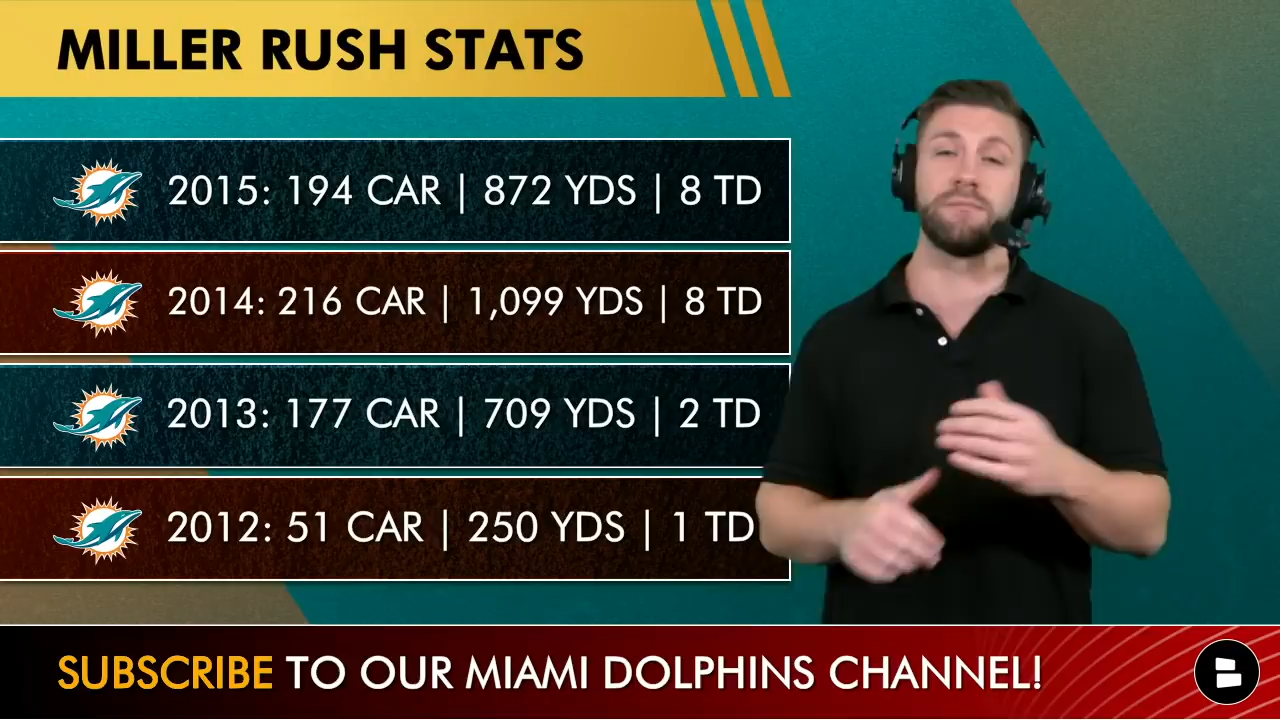 MILLER RUSH STATS
2015: 194 CAR | 872 YDS | 8 TD
2014: 216 CAR | 1,099 YDS | 8 TD
2013: 177 CAR | 709 YDS | 2 TD
2012: 51 CAR | 250 YDS | 1 TD
SUBSCRIBE TO OUR MIAMI DOLPHINS CHANNEL!